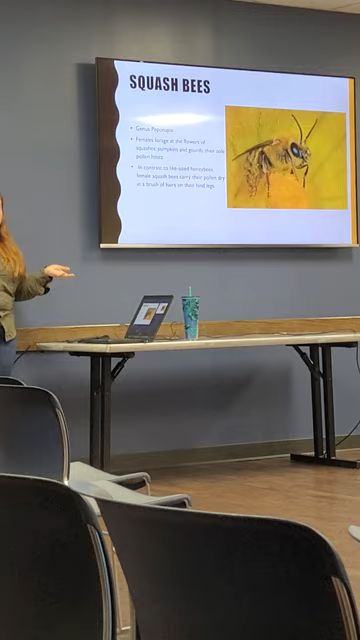 SQUASH BEES
• Genus Peponapis
• Females forage at the flowers of
squashes, pumpkins and gourds, their sole
pollen hosts.
• In contrast to like-sized honeybees,
female squash bees carry their pollen dry
in a brush of hairs on their hind legs.